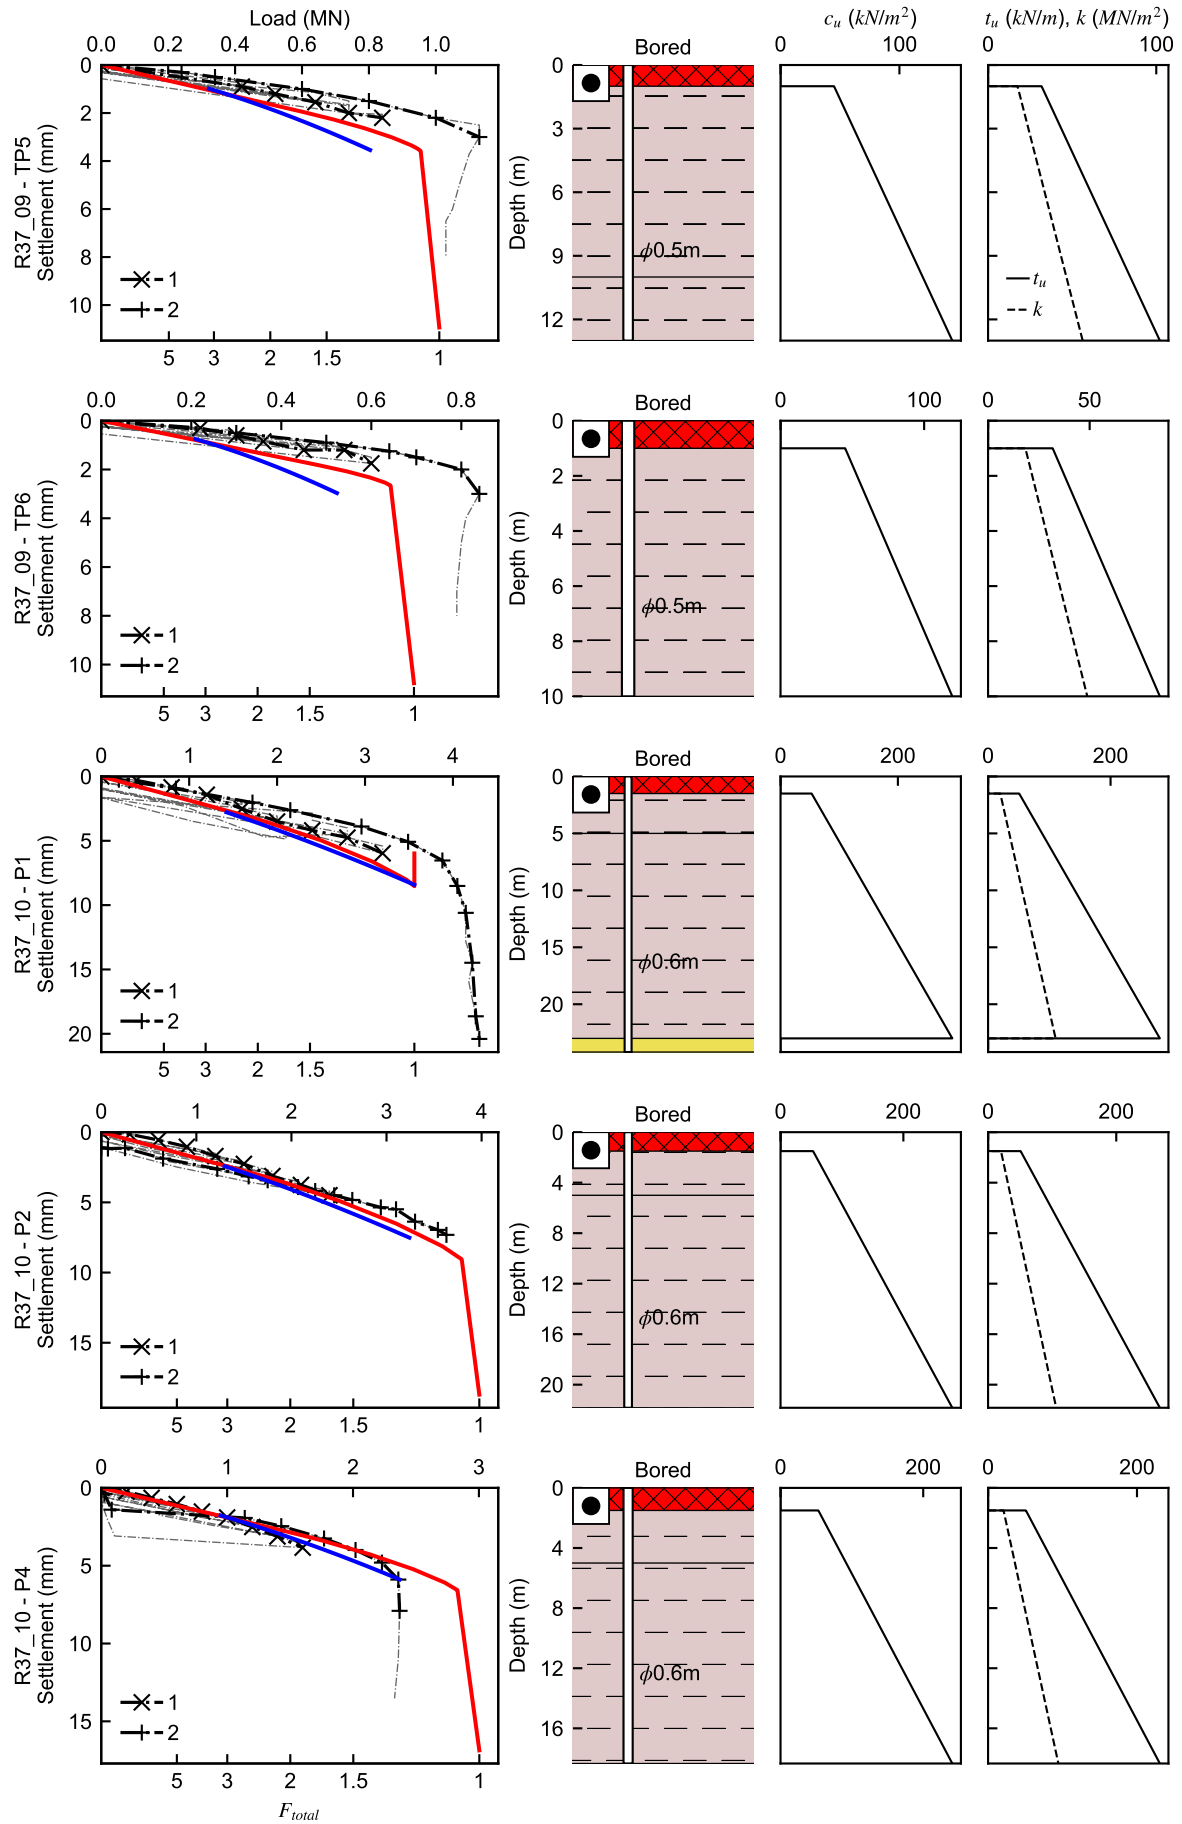 Load (MN)
0.0 0.2 0.4 0.6 0.8 1.0
R37_09 - TP5
Settlement (mm)
0
2
4
6
8
10
1
2
5 3 2 1.5 1
Bored
Depth (m)
0
3
6
9
12
ϕ0.5m
c_u (kN/m²)
0 100
t_u (kN/m), k (MN/m²)
0 100
t_u
k
0.0 0.2 0.4 0.6 0.8
R37_09 - TP6
Settlement (mm)
0
2
4
6
8
10
1
2
5 3 2 1.5 1
Bored
Depth (m)
0
2
4
6
8
10
ϕ0.5m
0 100
0 50
0 1 2 3 4
R37_10 - P1
Settlement (mm)
0
5
10
15
20
1
2
5 3 2 1.5 1
Bored
Depth (m)
0
5
10
15
20
ϕ0.6m
0 200
0 200
0 1 2 3 4
R37_10 - P2
Settlement (mm)
0
5
10
15
1
2
5 3 2 1.5 1
Bored
Depth (m)
0
4
8
12
16
20
ϕ0.6m
0 200
0 200
0 1 2 3
R37_10 - P4
Settlement (mm)
0
5
10
15
1
2
5 3 2 1.5 1
F_total
Bored
Depth (m)
0
4
8
12
16
ϕ0.6m
0 200
0 200